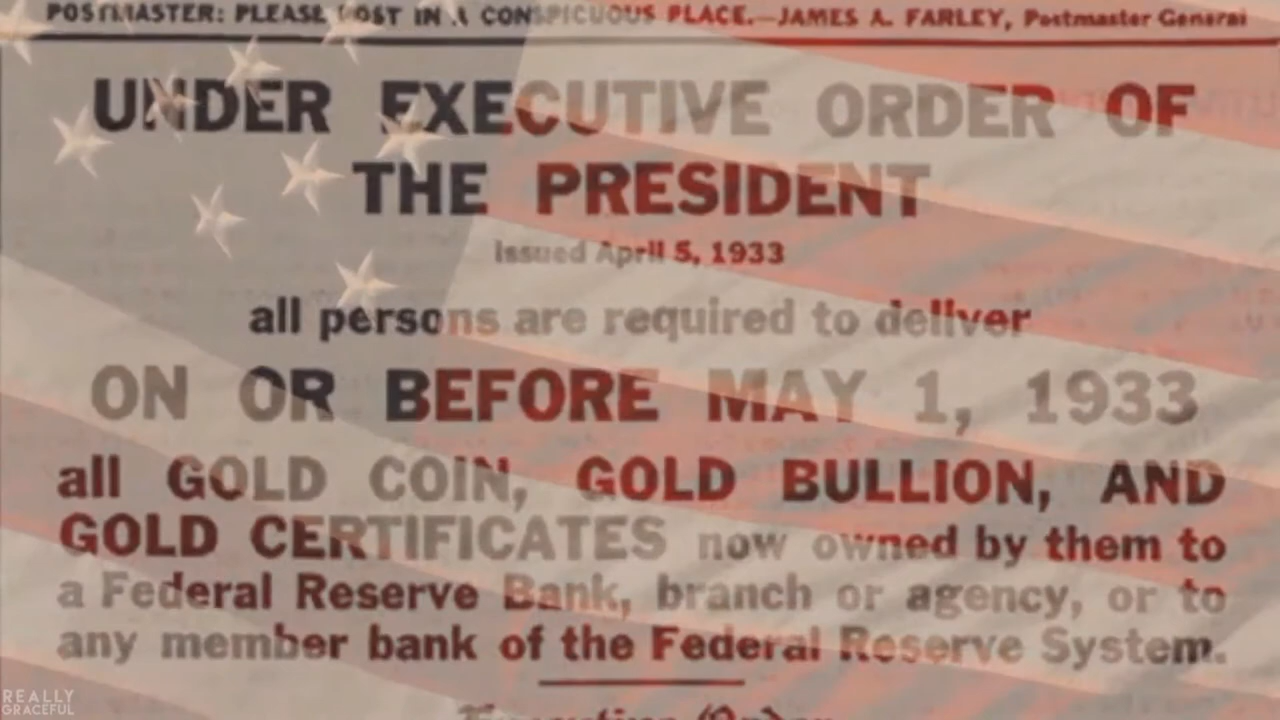 POSTMASTER: PLEASE POST IN A CONSPICUOUS PLACE.—JAMES A. FARLEY, Postmaster General
UNDER EXECUTIVE ORDER OF
THE PRESIDENT
Issued April 5, 1933
all persons are required to deliver
ON OR BEFORE MAY 1, 1933
all GOLD COIN, GOLD BULLION, AND
GOLD CERTIFICATES now owned by them to
a Federal Reserve Bank, branch or agency, or to
any member bank of the Federal Reserve System.
Executive Order
REALLY
GRACEFUL